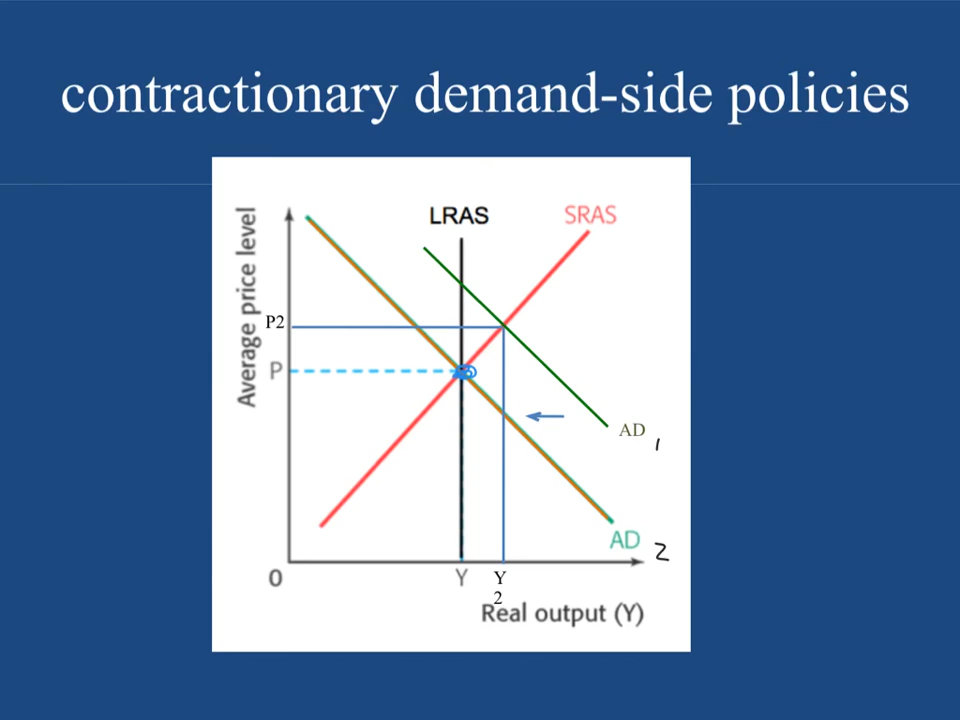 contractionary demand-side policies
Average price level
LRAS
SRAS
P2
P
AD 1
AD 2
0
Y
Y
2
Real output (Y)